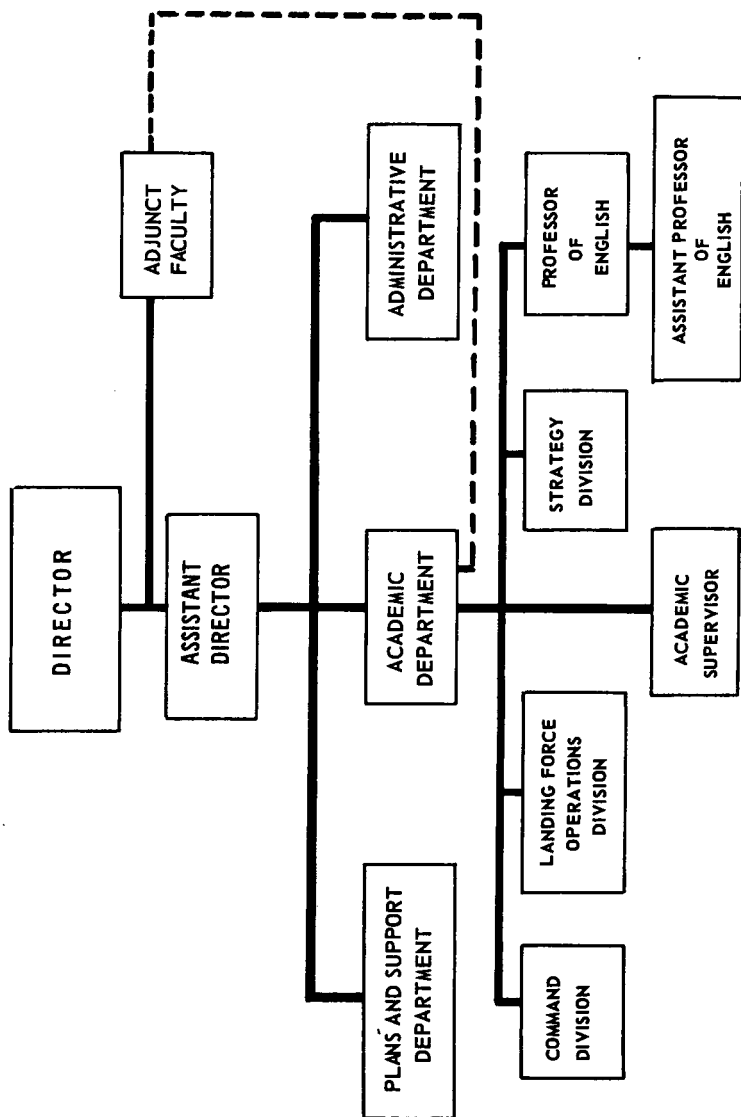 DIRECTOR
ADJUNCT
FACULTY
ASSISTANT
DIRECTOR
PLANS AND SUPPORT
DEPARTMENT
ACADEMIC
DEPARTMENT
ADMINISTRATIVE
DEPARTMENT
COMMAND
DIVISION
LANDING FORCE
OPERATIONS
DIVISION
STRATEGY
DIVISION
PROFESSOR
OF
ENGLISH
ACADEMIC
SUPERVISOR
ASSISTANT PROFESSOR
OF
ENGLISH